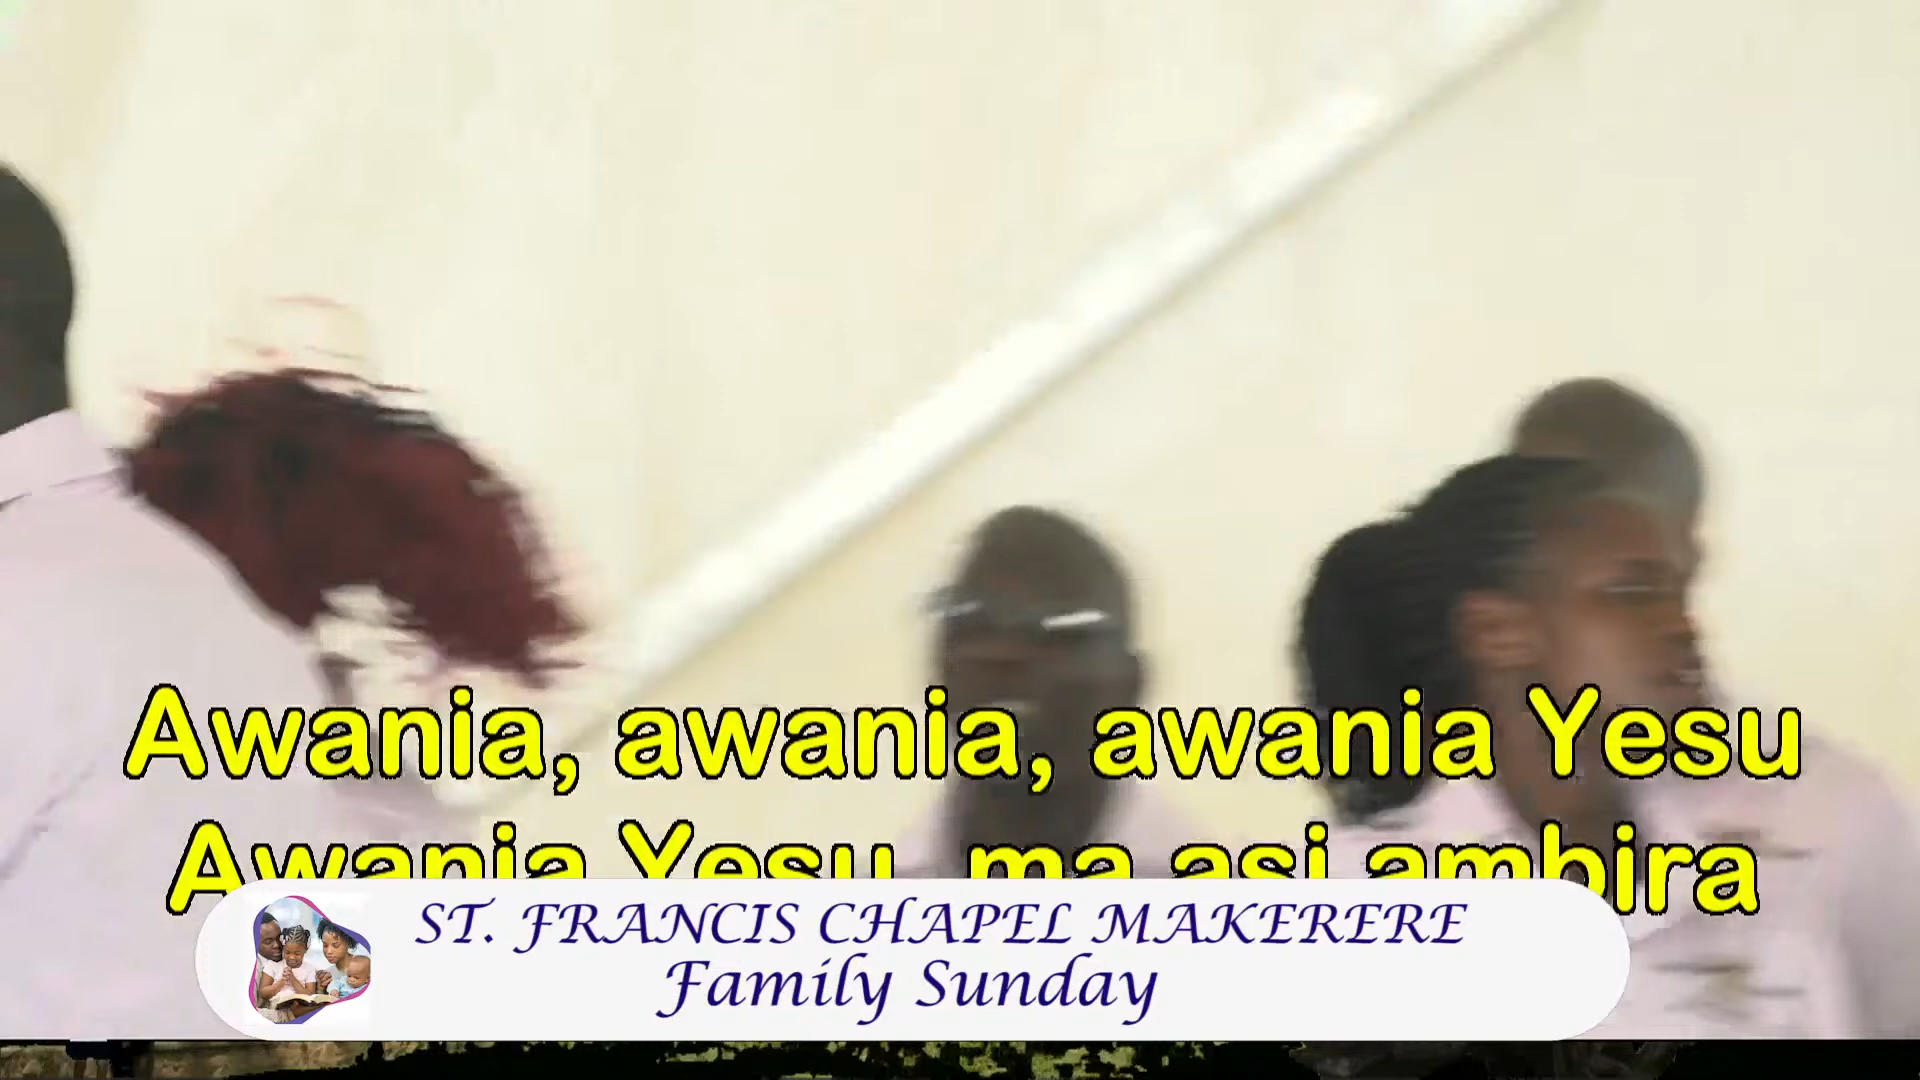 Awania, awania, awania Yesu
Awania Yesu, ma asi ambira
ST. FRANCIS CHAPEL MAKERERE
Family Sunday